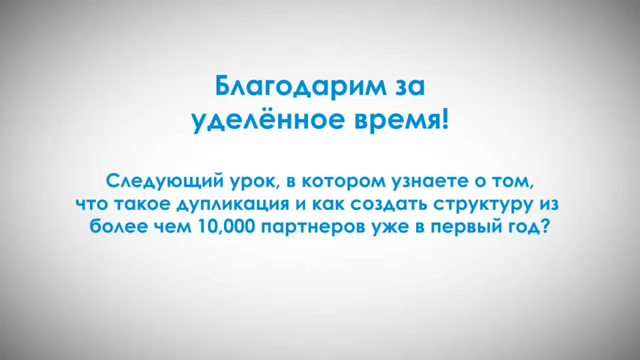 Благодарим за
уделённое время!
Следующий урок, в котором узнаете о том,
что такое дупликация и как создать структуру из
более чем 10,000 партнеров уже в первый год?